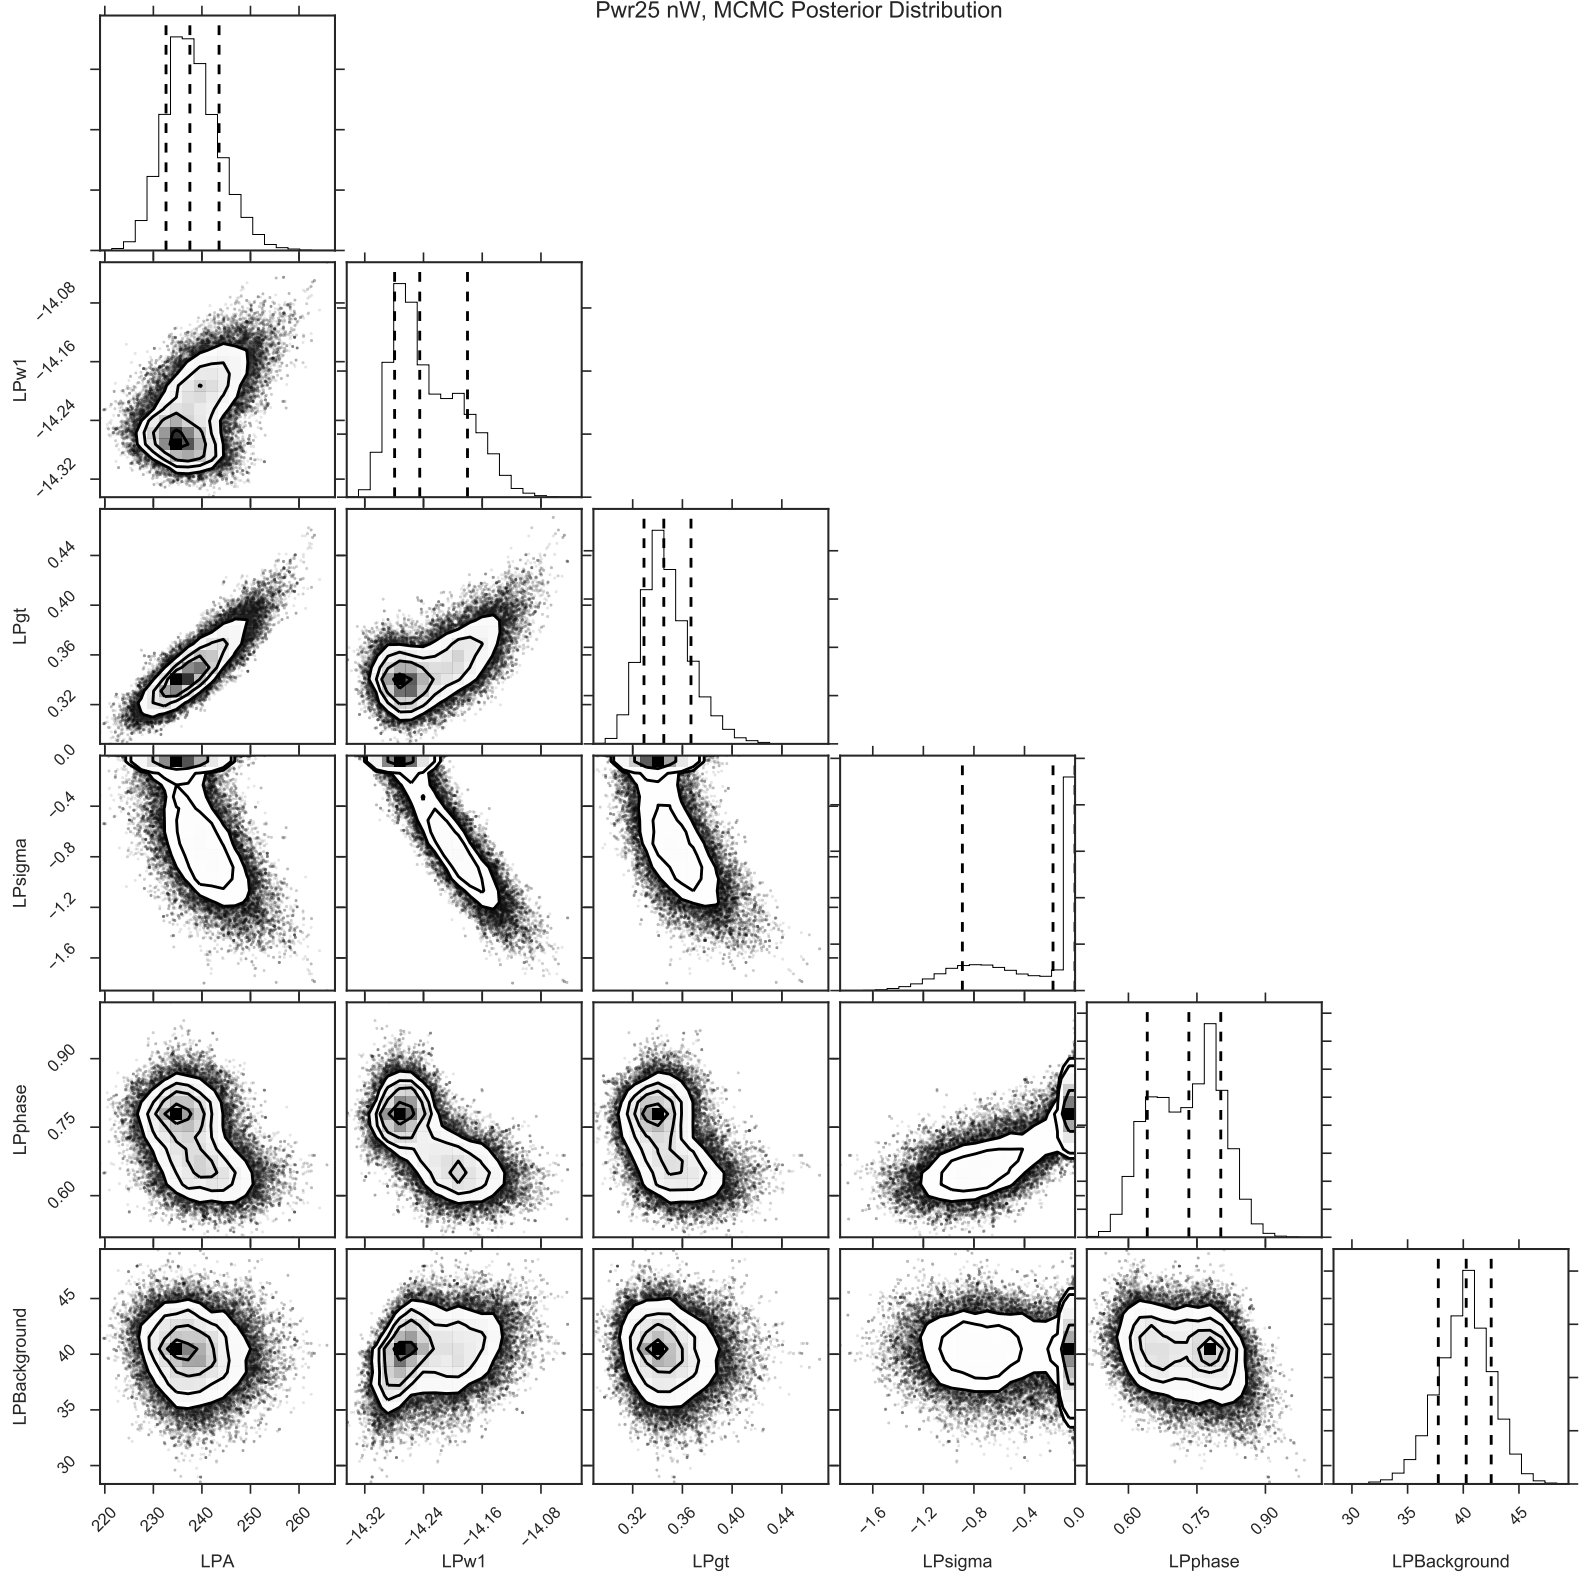 Pwr25 nW, MCMC Posterior Distribution
LPw1
−14.08
−14.16
−14.24
−14.32
LPgt
0.44
0.40
0.36
0.32
LPsigma
0.0
−0.4
−0.8
−1.2
−1.6
LPphase
0.90
0.75
0.60
LPBackground
45
40
35
30
220 230 240 250 260 −14.32 −14.24 −14.16 −14.08 0.32 0.36 0.40 0.44 −1.6 −1.2 −0.8 −0.4 0.0 0.60 0.75 0.90 30 35 40 45
LPA LPw1 LPgt LPsigma LPphase LPBackground